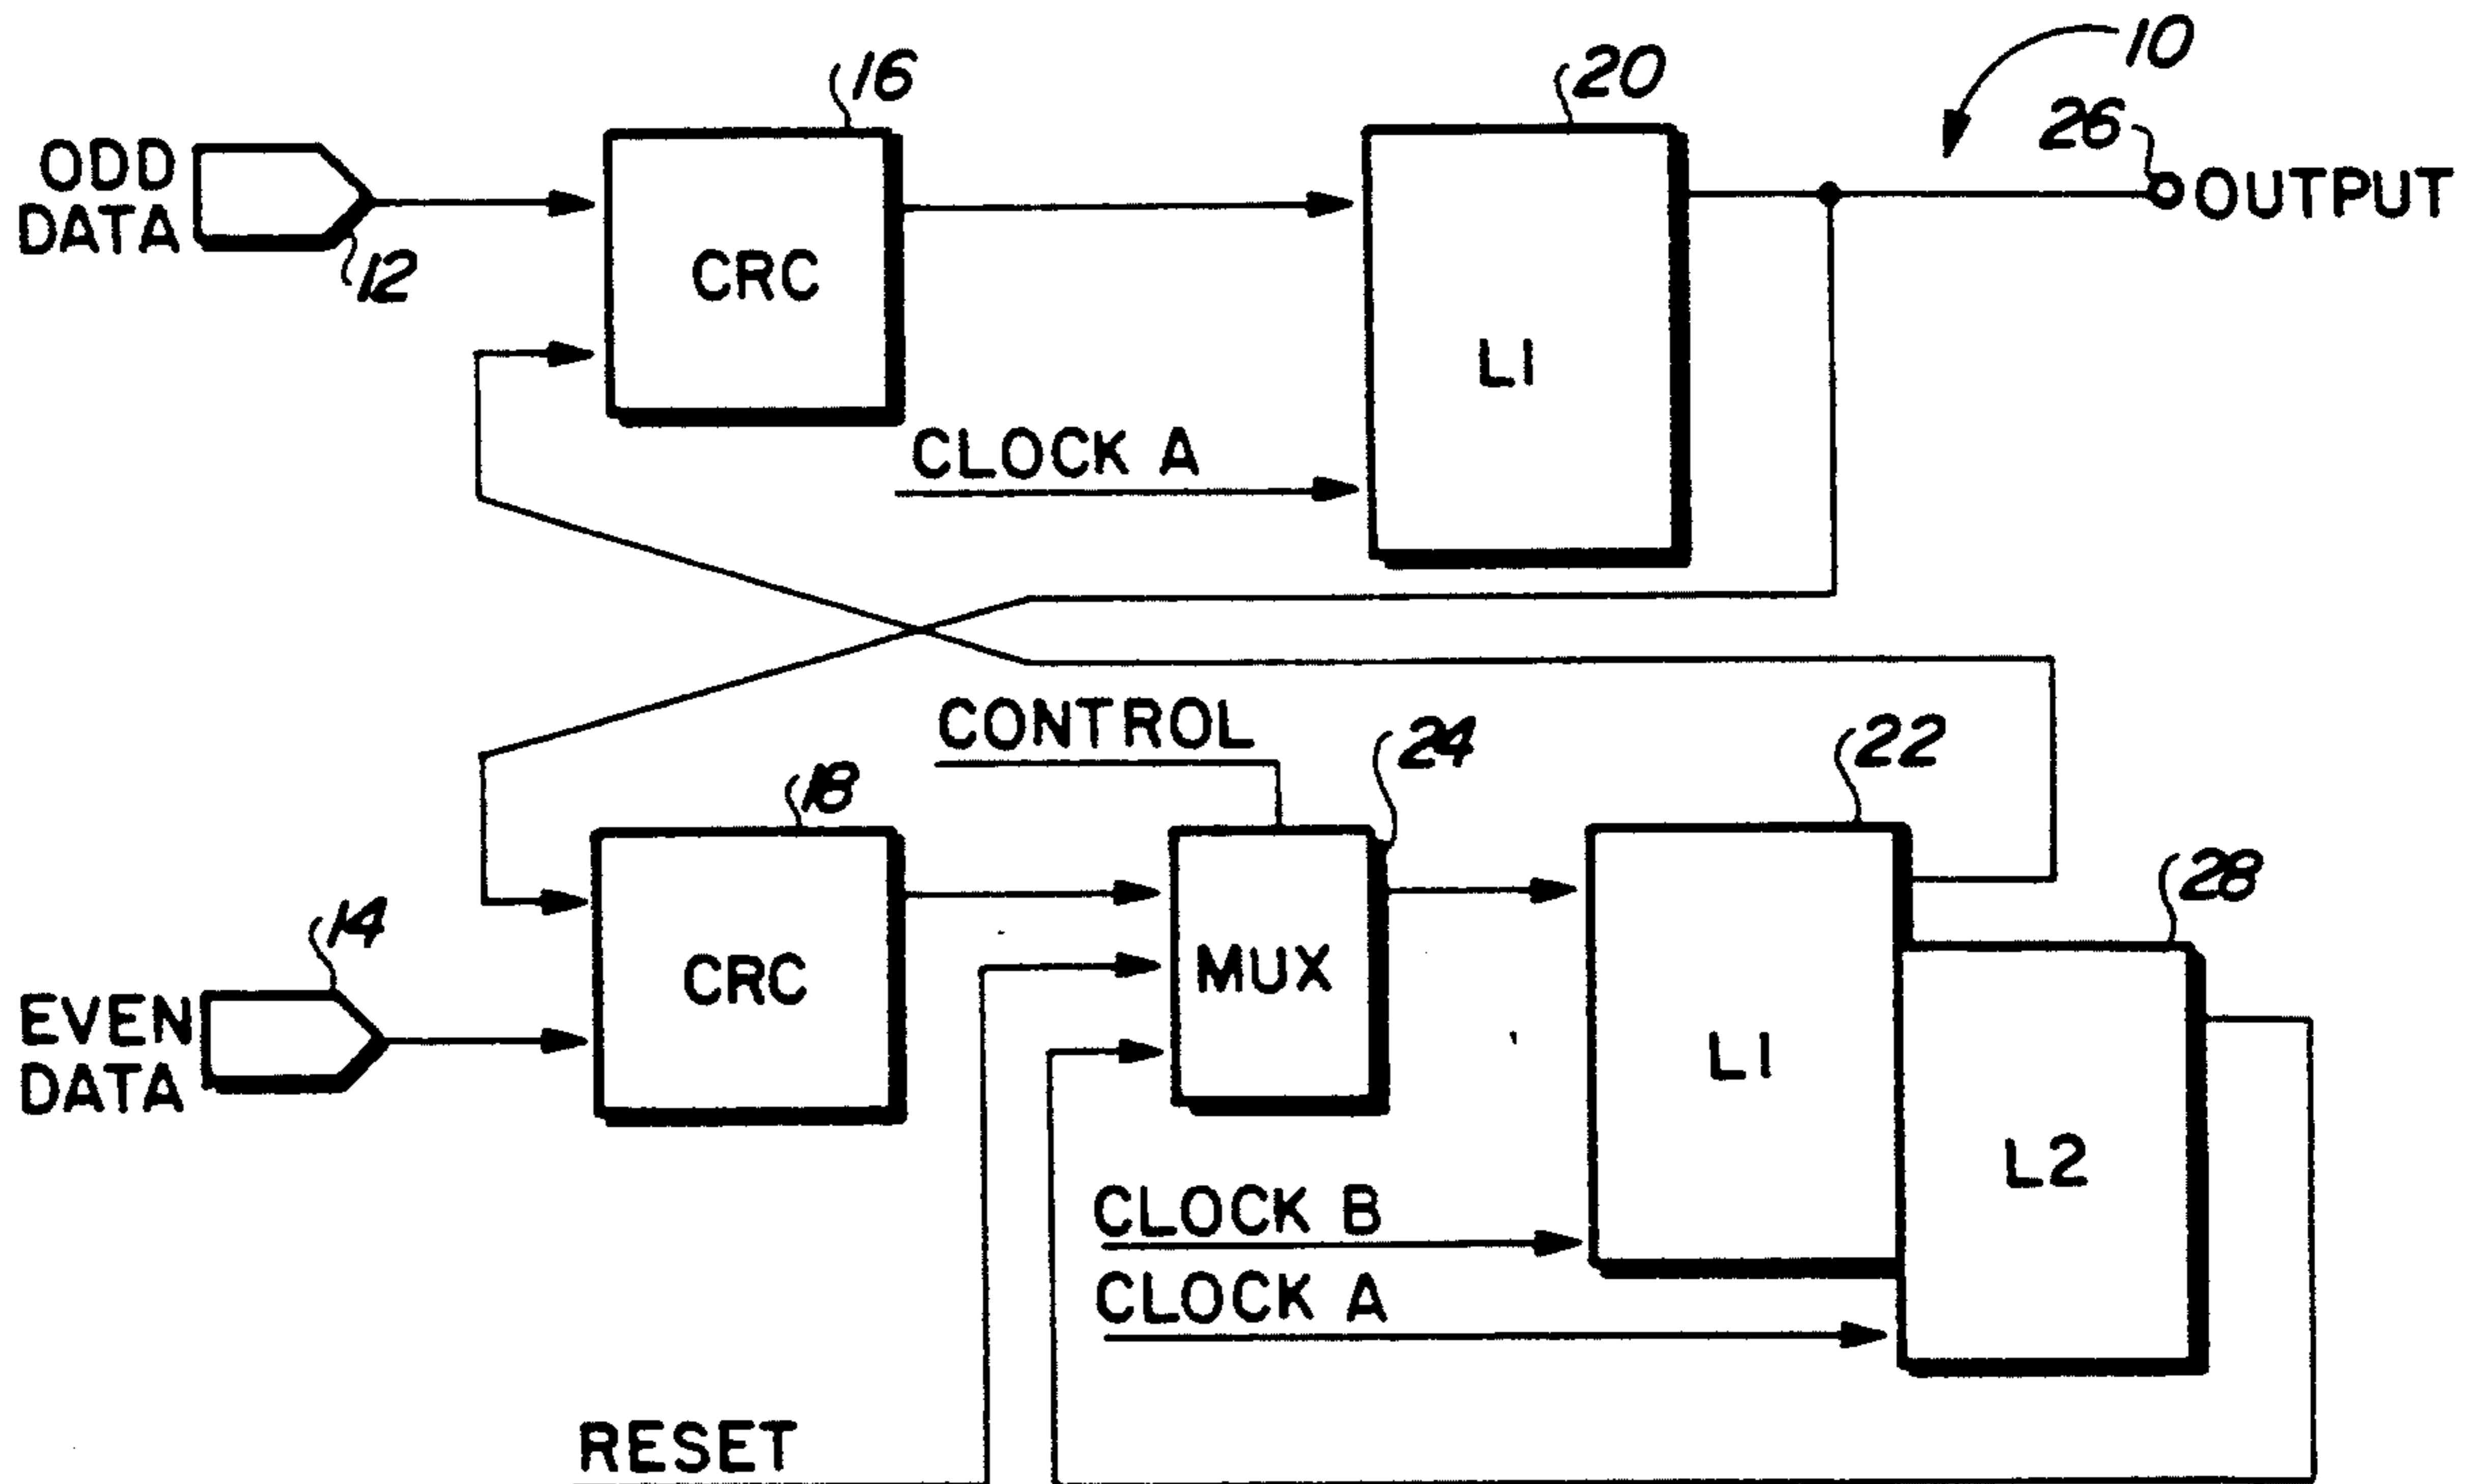 10
16
20
26
ODD
DATA
OUTPUT
12
CRC
L1
CLOCK A
CONTROL
24
22
18
28
14
CRC
MUX
EVEN
DATA
L1
L2
CLOCK B
CLOCK A
RESET